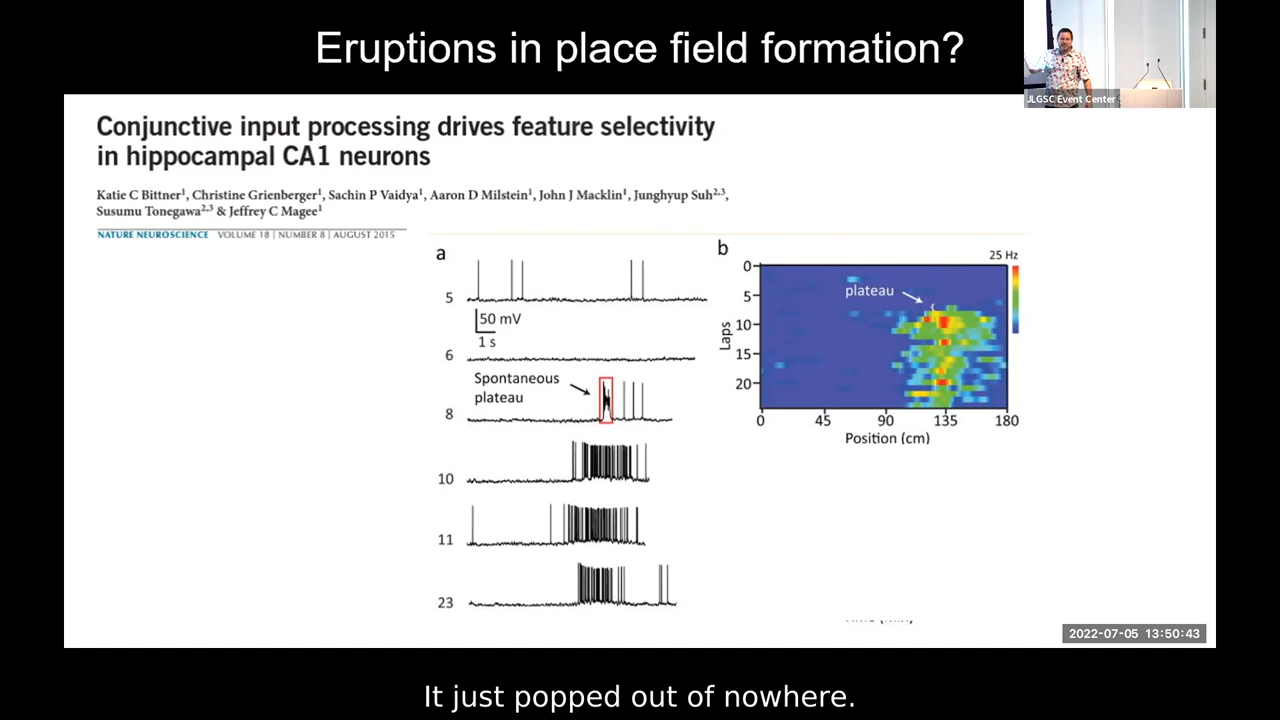 Eruptions in place field formation?
JLGSC Event Center
Conjunctive input processing drives feature selectivity
in hippocampal CA1 neurons
Katie C Bittner1, Christine Grienberger1, Sachin P Vaidya1, Aaron D Milstein1, John J Macklin1, Junghyup Suh2,3,
Susumu Tonegawa2,3 & Jeffrey C Magee1
NATURE NEUROSCIENCE VOLUME 18 | NUMBER 8 | AUGUST 2015
a
5
50 mV
1 s
6
Spontaneous
plateau
8
10
11
23
b
25 Hz
plateau
Laps
0
5
10
15
20
0 45 90 135 180
Position (cm)
2022-07-05 13:50:43
It just popped out of nowhere.